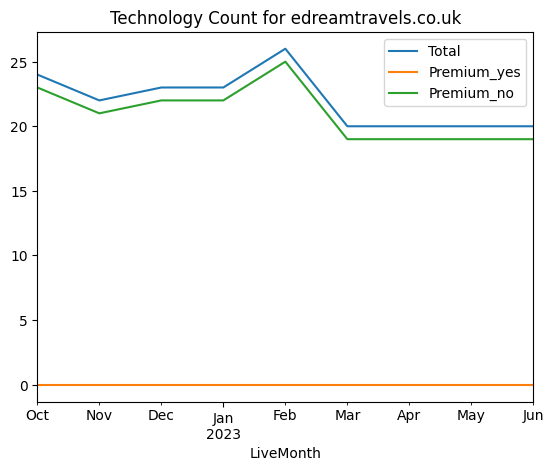 Technology Count for edreamtravels.co.uk
Total
Premium_yes
Premium_no
25
20
15
10
5
0
Oct Nov Dec Jan Feb Mar Apr May Jun
2023
LiveMonth